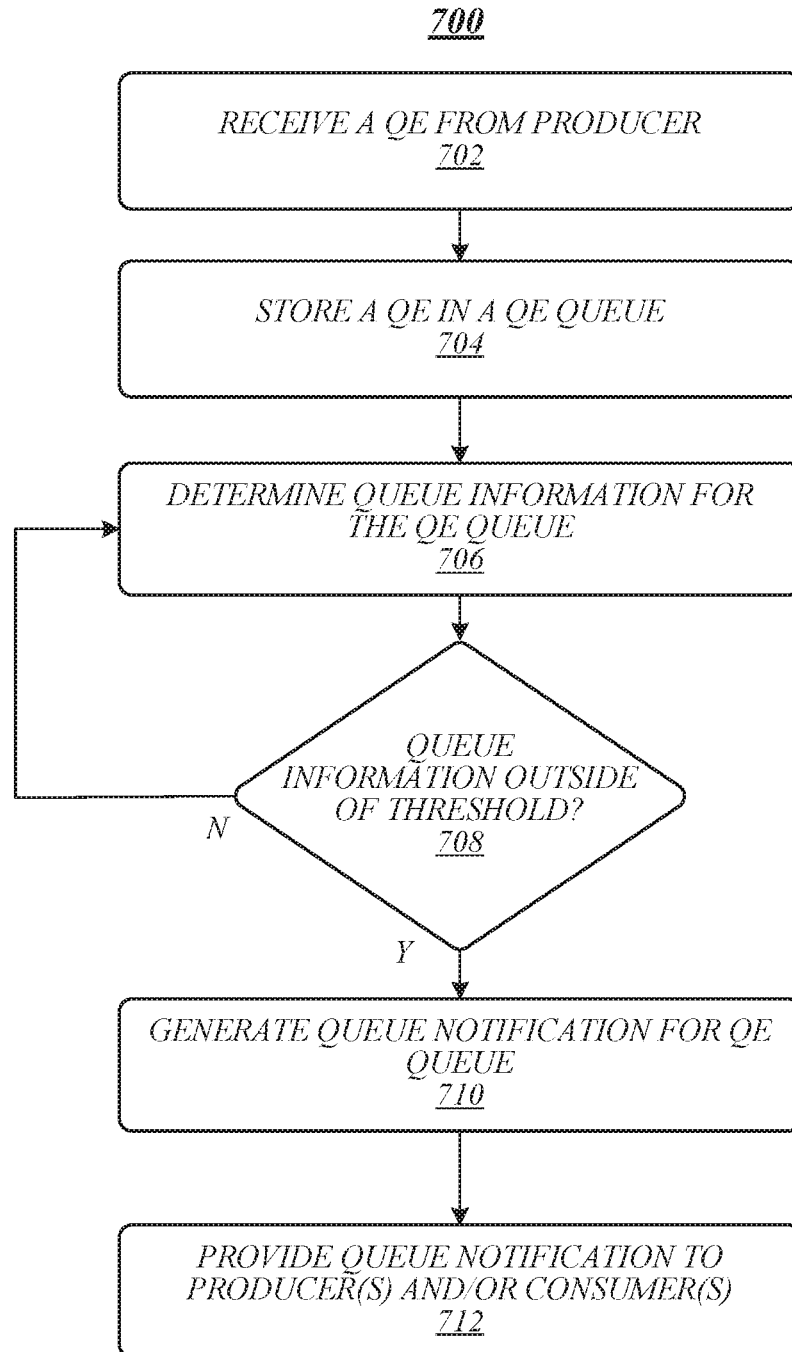 700
RECEIVE A QE FROM PRODUCER
702
STORE A QE IN A QE QUEUE
704
DETERMINE QUEUE INFORMATION FOR
THE QE QUEUE
706
QUEUE
INFORMATION OUTSIDE
OF THRESHOLD?
708
N
Y
GENERATE QUEUE NOTIFICATION FOR QE
QUEUE
710
PROVIDE QUEUE NOTIFICATION TO
PRODUCER(S) AND/OR CONSUMER(S)
712